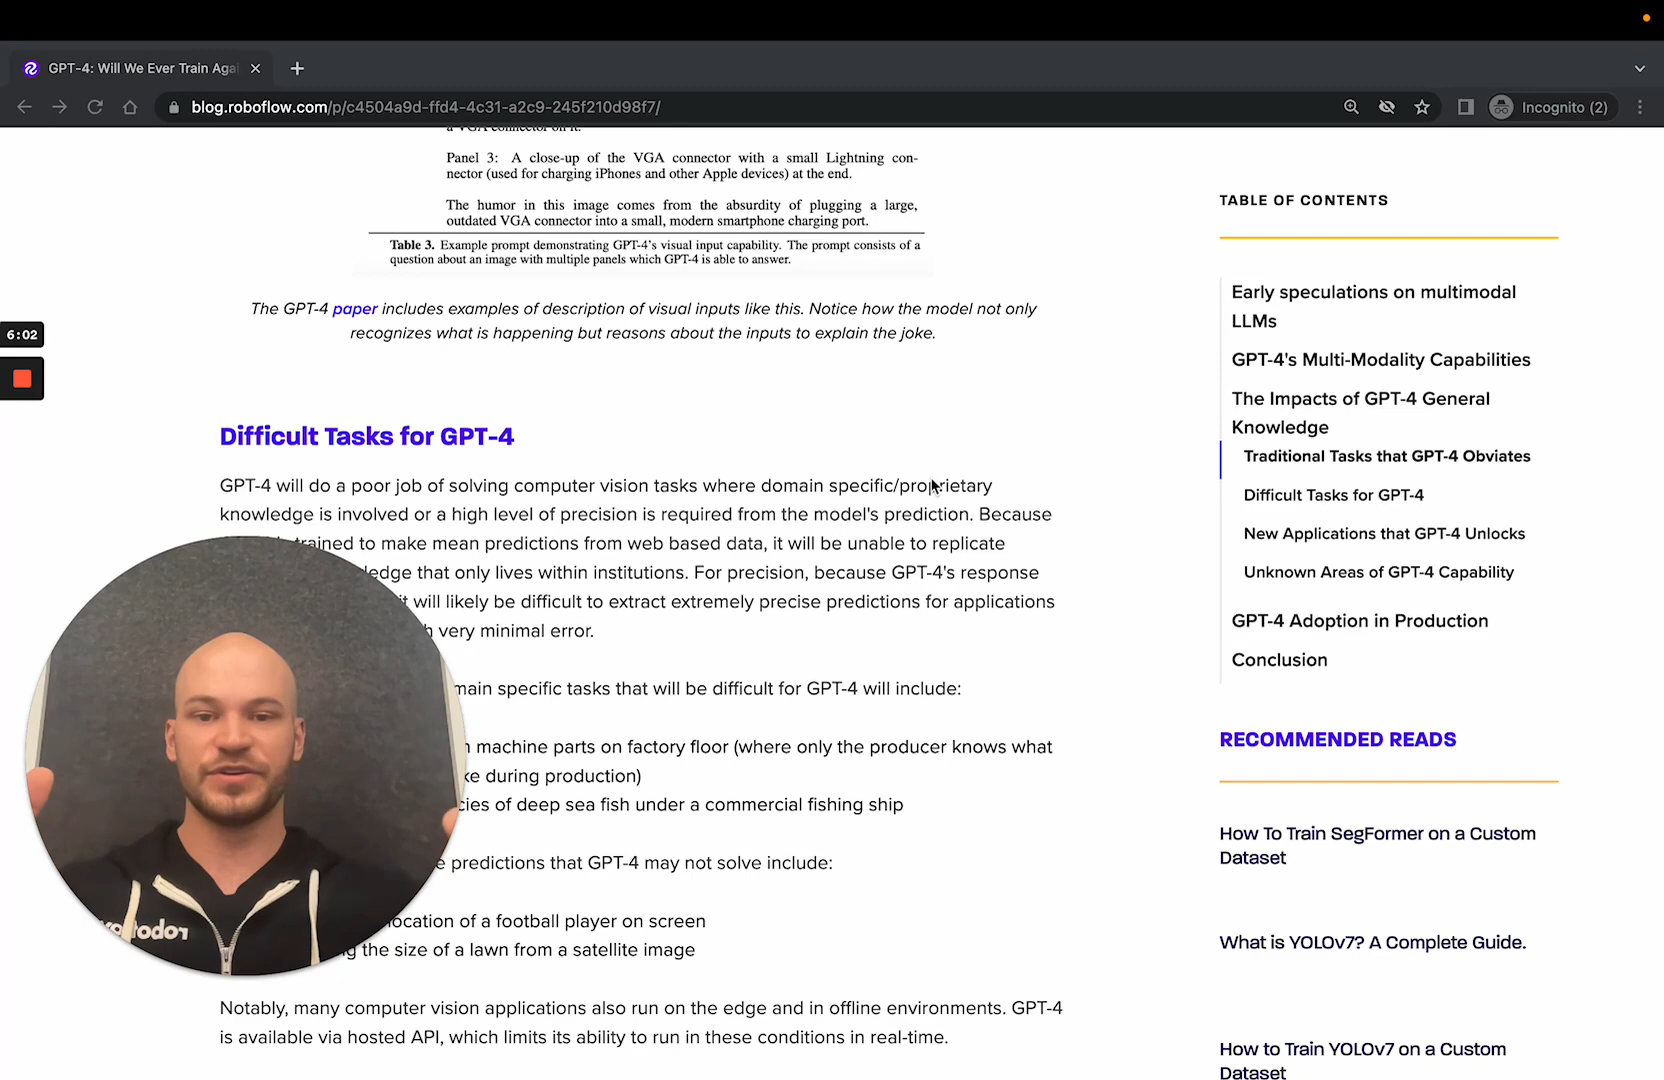 GPT-4: Will We Ever Train Aga
blog.roboflow.com/p/c4504a9d-ffd4-4c31-a2c9-245f210d98f7/
Incognito (2)
a VGA connector on it.
Panel 3: A close-up of the VGA connector with a small Lightning con-
nector (used for charging iPhones and other Apple devices) at the end.
The humor in this image comes from the absurdity of plugging a large,
outdated VGA connector into a small, modern smartphone charging port.
Table 3. Example prompt demonstrating GPT-4's visual input capability. The prompt consists of a
question about an image with multiple panels which GPT-4 is able to answer.
The GPT-4 paper includes examples of description of visual inputs like this. Notice how the model not only
recognizes what is happening but reasons about the inputs to explain the joke.
6:02
Difficult Tasks for GPT-4
GPT-4 will do a poor job of solving computer vision tasks where domain specific/proprietary
knowledge is involved or a high level of precision is required from the model's prediction. Because
trained to make mean predictions from web based data, it will be unable to replicate
that only lives within institutions. For precision, because GPT-4's response
it will likely be difficult to extract extremely precise predictions for applications
very minimal error.
specific tasks that will be difficult for GPT-4 will include:
machine parts on factory floor (where only the producer knows what
during production)
of deep sea fish under a commercial fishing ship
predictions that GPT-4 may not solve include:
location of a football player on screen
the size of a lawn from a satellite image
Notably, many computer vision applications also run on the edge and in offline environments. GPT-4
is available via hosted API, which limits its ability to run in these conditions in real-time.
TABLE OF CONTENTS
Early speculations on multimodal
LLMs
GPT-4's Multi-Modality Capabilities
The Impacts of GPT-4 General
Knowledge
Traditional Tasks that GPT-4 Obviates
Difficult Tasks for GPT-4
New Applications that GPT-4 Unlocks
Unknown Areas of GPT-4 Capability
GPT-4 Adoption in Production
Conclusion
RECOMMENDED READS
How To Train SegFormer on a Custom
Dataset
What is YOLOv7? A Complete Guide.
How to Train YOLOv7 on a Custom
Dataset